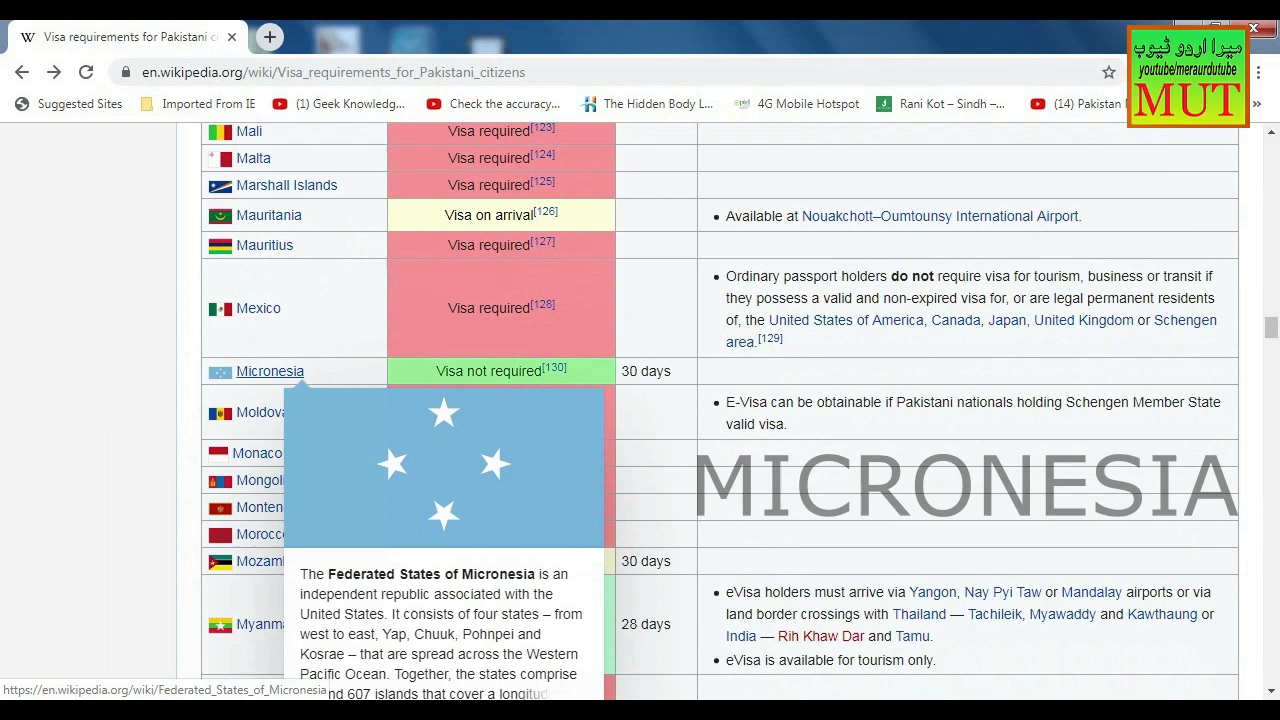 Visa requirements for Pakistani ci
میرا اردو ٹیوب
youtube/meraurdutube
MUT
en.wikipedia.org/wiki/Visa_requirements_for_Pakistani_citizens
Suggested Sites
Imported From IE
(1) Geek Knowledg...
Check the accuracy...
The Hidden Body L...
4G Mobile Hotspot
Rani Kot – Sindh –...
(14) Pakistan
Mali Visa required[123]
Malta Visa required[124]
Marshall Islands Visa required[125]
Mauritania Visa on arrival[126] • Available at Nouakchott–Oumtounsy International Airport.
Mauritius Visa required[127]
Mexico Visa required[128]
• Ordinary passport holders do not require visa for tourism, business or transit if
they possess a valid and non-expired visa for, or are legal permanent residents
of, the United States of America, Canada, Japan, United Kingdom or Schengen
area.[129]
Micronesia Visa not required[130] 30 days
Moldova
• E-Visa can be obtainable if Pakistani nationals holding Schengen Member State
valid visa.
Monaco
Mongol
Monten
Morocc
Mozam 30 days
MICRONESIA
The Federated States of Micronesia is an
independent republic associated with the
United States. It consists of four states – from
west to east, Yap, Chuuk, Pohnpei and
Kosrae – that are spread across the Western
Pacific Ocean. Together, the states comprise
nd 607 islands that cover a longitud
Myanma 28 days
• eVisa holders must arrive via Yangon, Nay Pyi Taw or Mandalay airports or via
land border crossings with Thailand — Tachileik, Myawaddy and Kawthaung or
India — Rih Khaw Dar and Tamu.
• eVisa is available for tourism only.
https://en.wikipedia.org/wiki/Federated_States_of_Micronesia